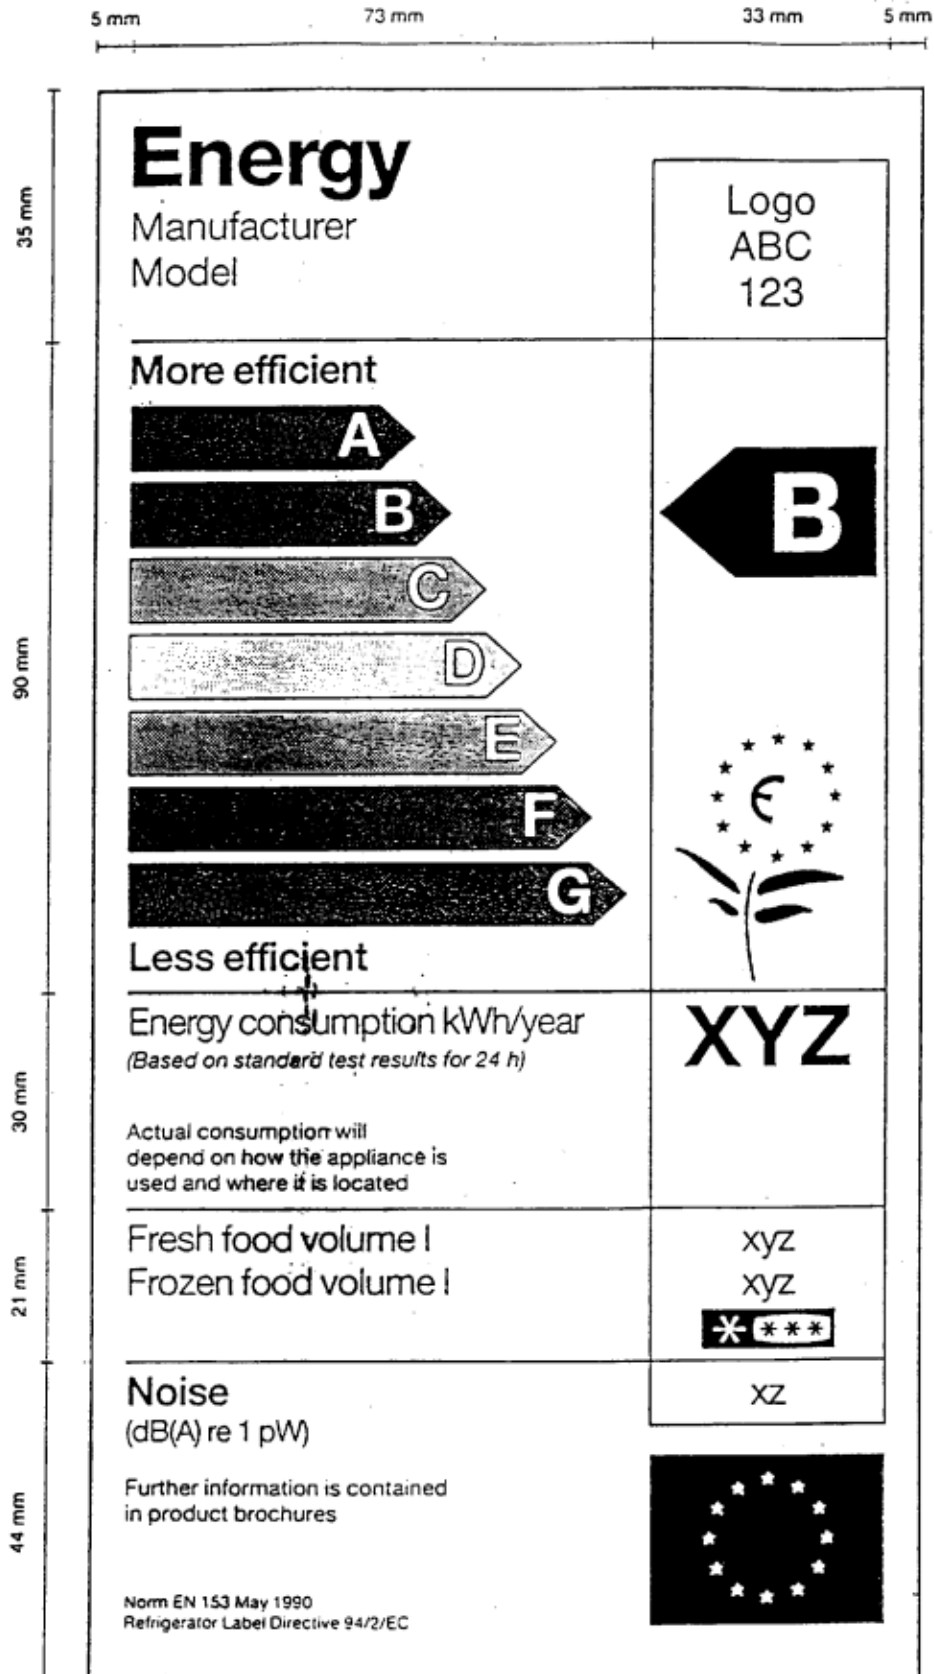 5 mm 73 mm 33 mm 5 mm
35 mm
Energy
Manufacturer
Model
Logo
ABC
123
90 mm
More efficient
A
B
C
D
E
F
G
B
Less efficient
30 mm
Energy consumption kWh/year
XYZ
(Based on standard test results for 24 h)
Actual consumption will
depend on how the appliance is
used and where it is located
21 mm
Fresh food volume l
xyz
Frozen food volume l
xyz
44 mm
Noise
xz
(dB(A) re 1 pW)
Further information is contained
in product brochures
Norm EN 153 May 1990
Refrigerator Label Directive 94/2/EC